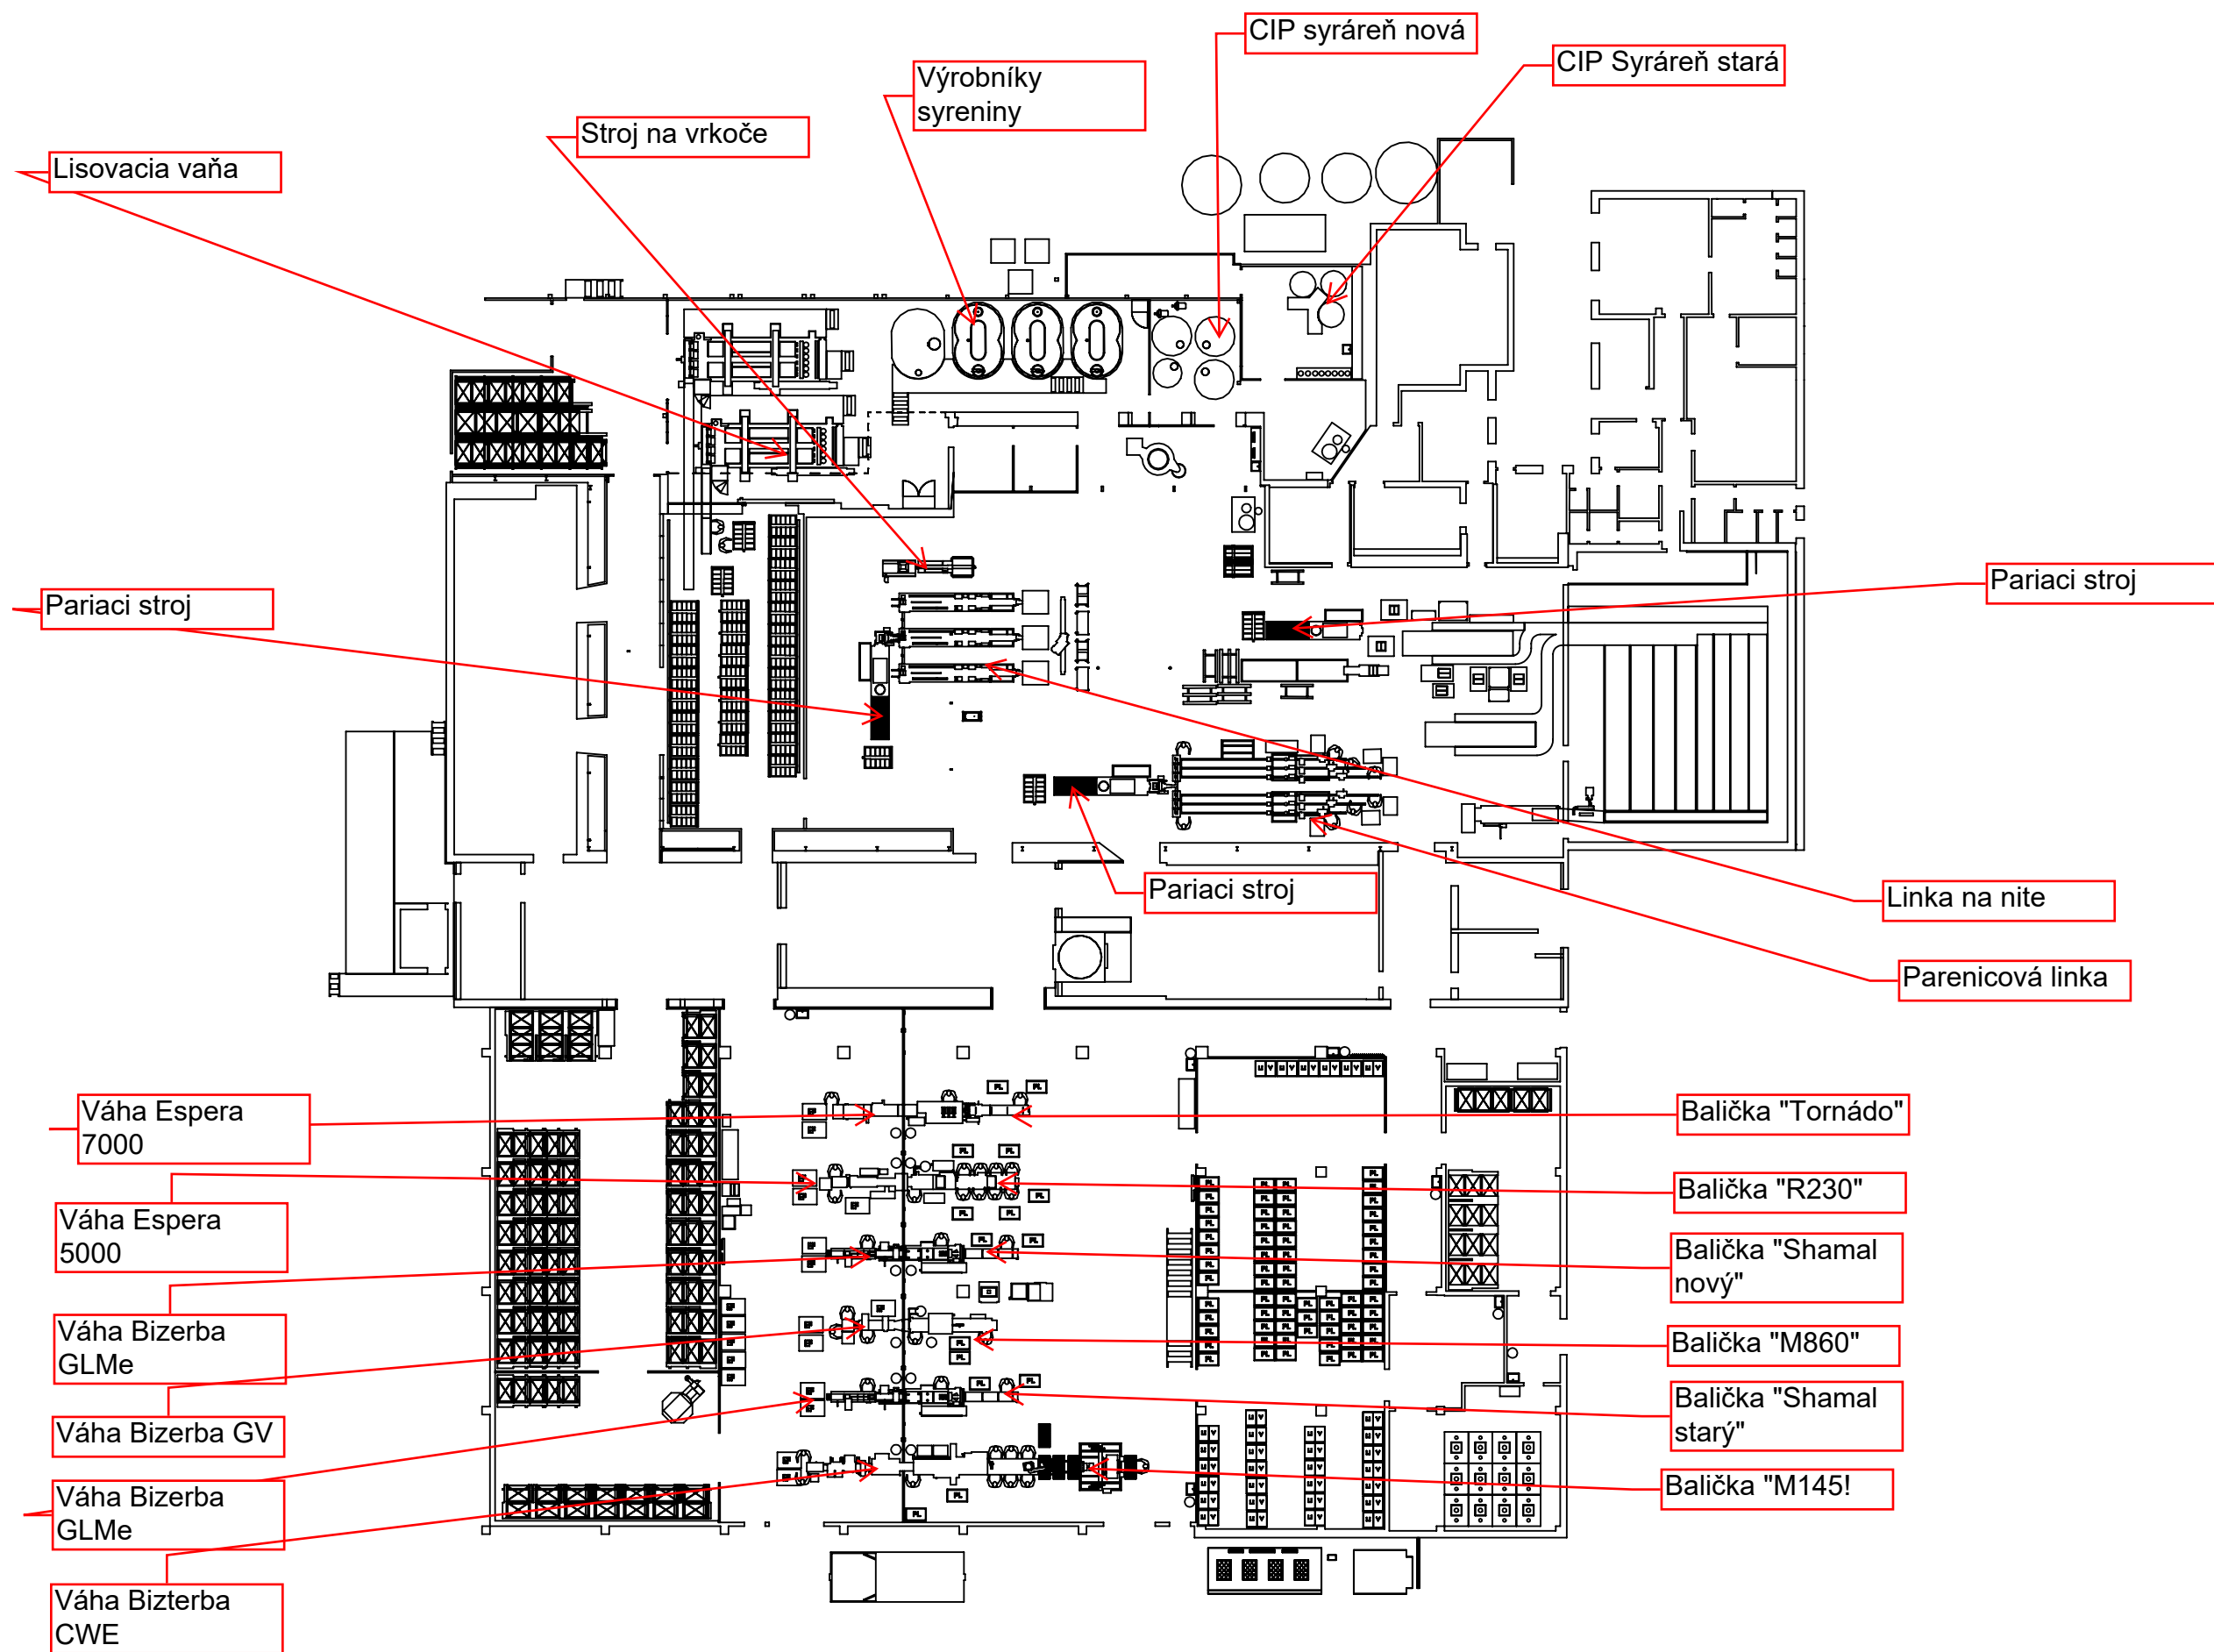 CIP syráreň nová
CIP Syráreň stará
Výrobníky
syreniny
Stroj na vrkoče
Lisovacia vaňa
Pariaci stroj
Pariaci stroj
Pariaci stroj
Linka na nite
Parenicová linka
Váha Espera
7000
Balička "Tornádo"
Balička "R230"
Váha Espera
5000
Balička "Shamal
nový"
Váha Bizerba
GLMe
Balička "M860"
Balička "Shamal
starý"
Váha Bizerba GV
Balička "M145!
Váha Bizerba
GLMe
Váha Bizterba
CWE